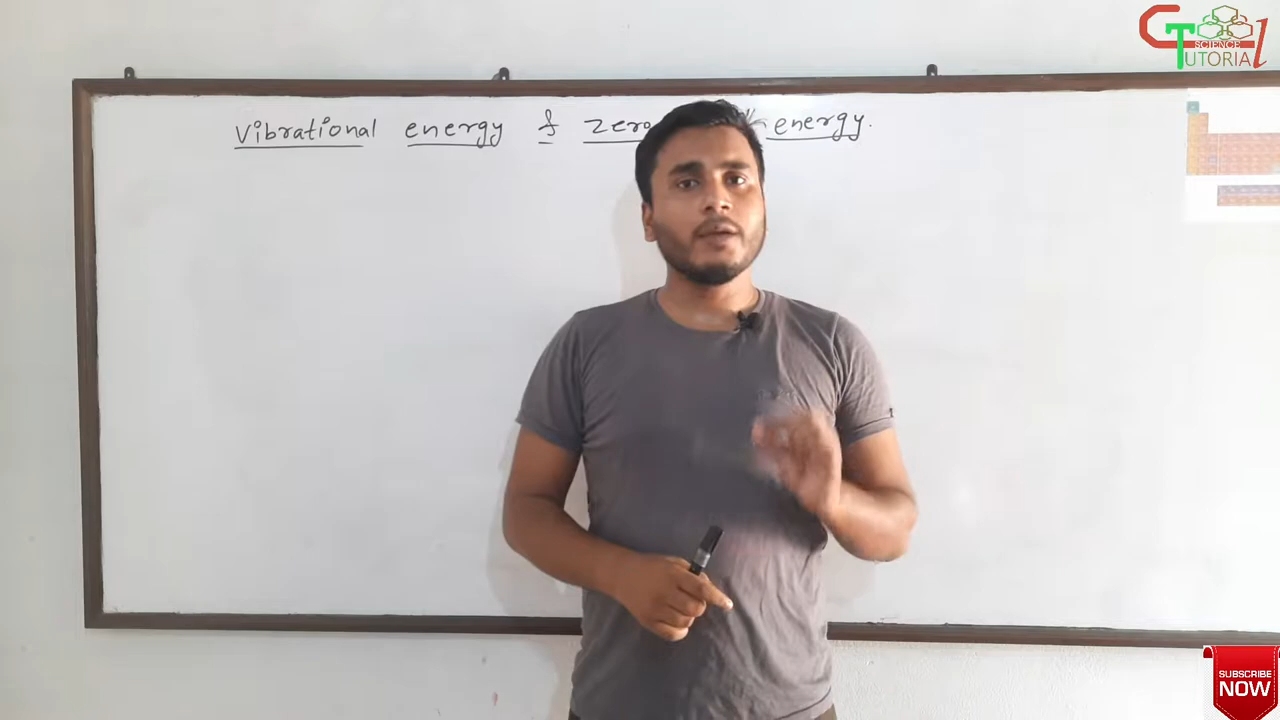 Vibrational energy & zero energy.
SCIENCE
TUTORIAL
SUBSCRIBE
NOW